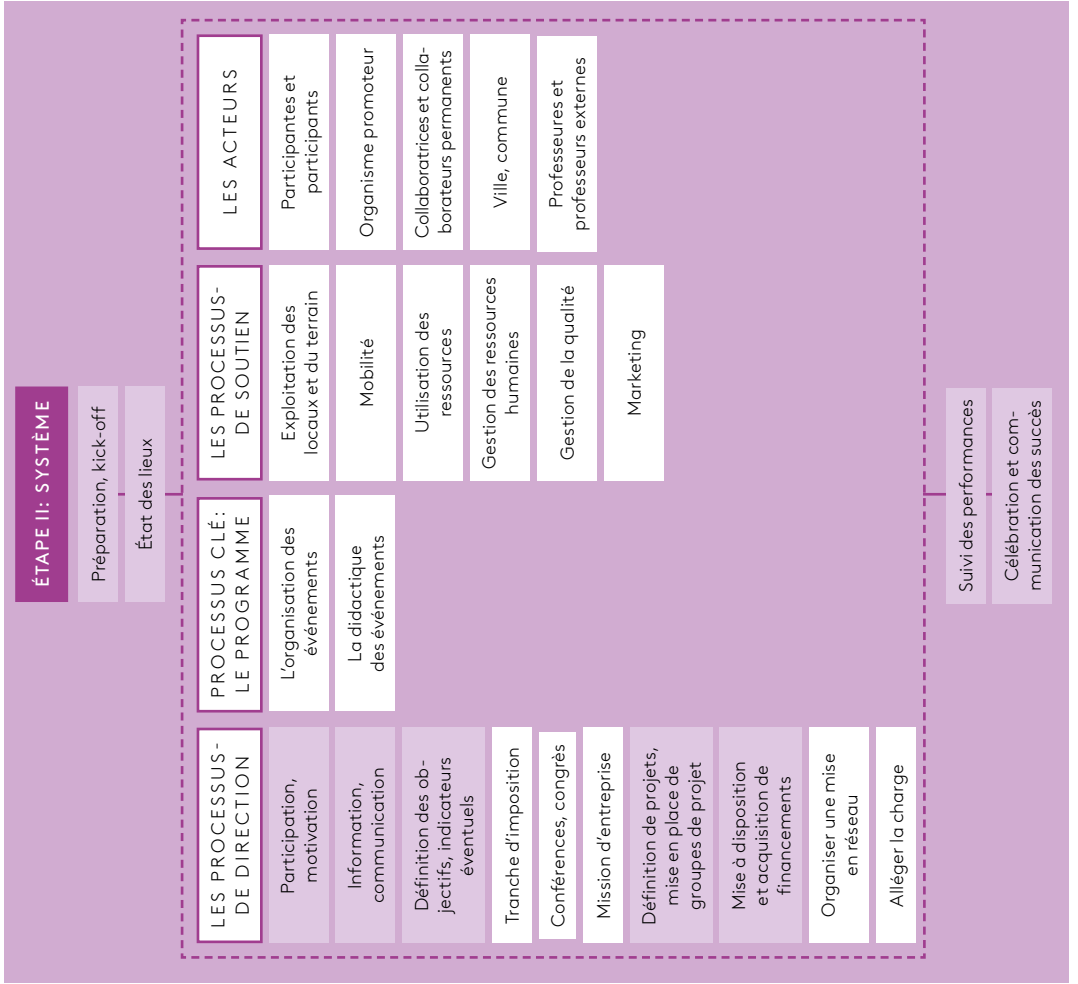 ÉTAPE II: SYSTÈME
Préparation, kick-off
État des lieux
LES PROCESSUS-
DE DIRECTION
Participation,
motivation
Information,
communication
Définition des ob-
jectifs, indicateurs
éventuels
Tranche d'imposition
Conférences, congrès
Mission d'entreprise
Définition de projets,
mise en place de
groupes de projet
Mise à disposition
et acquisition de
financements
Organiser une mise
en réseau
Alléger la charge
PROCESSUS CLÉ:
LE PROGRAMME
L'organisation des
événements
La didactique
des événements
LES PROCESSUS-
DE SOUTIEN
Exploitation des
locaux et du terrain
Mobilité
Utilisation des
ressources
Gestion des ressources
humaines
Gestion de la qualité
Marketing
LES ACTEURS
Participantes et
participants
Organisme promoteur
Collaboratrices et colla-
borateurs permanents
Ville, commune
Professeures et
professeurs externes
Suivi des performances
Célébration et com-
munication des succès